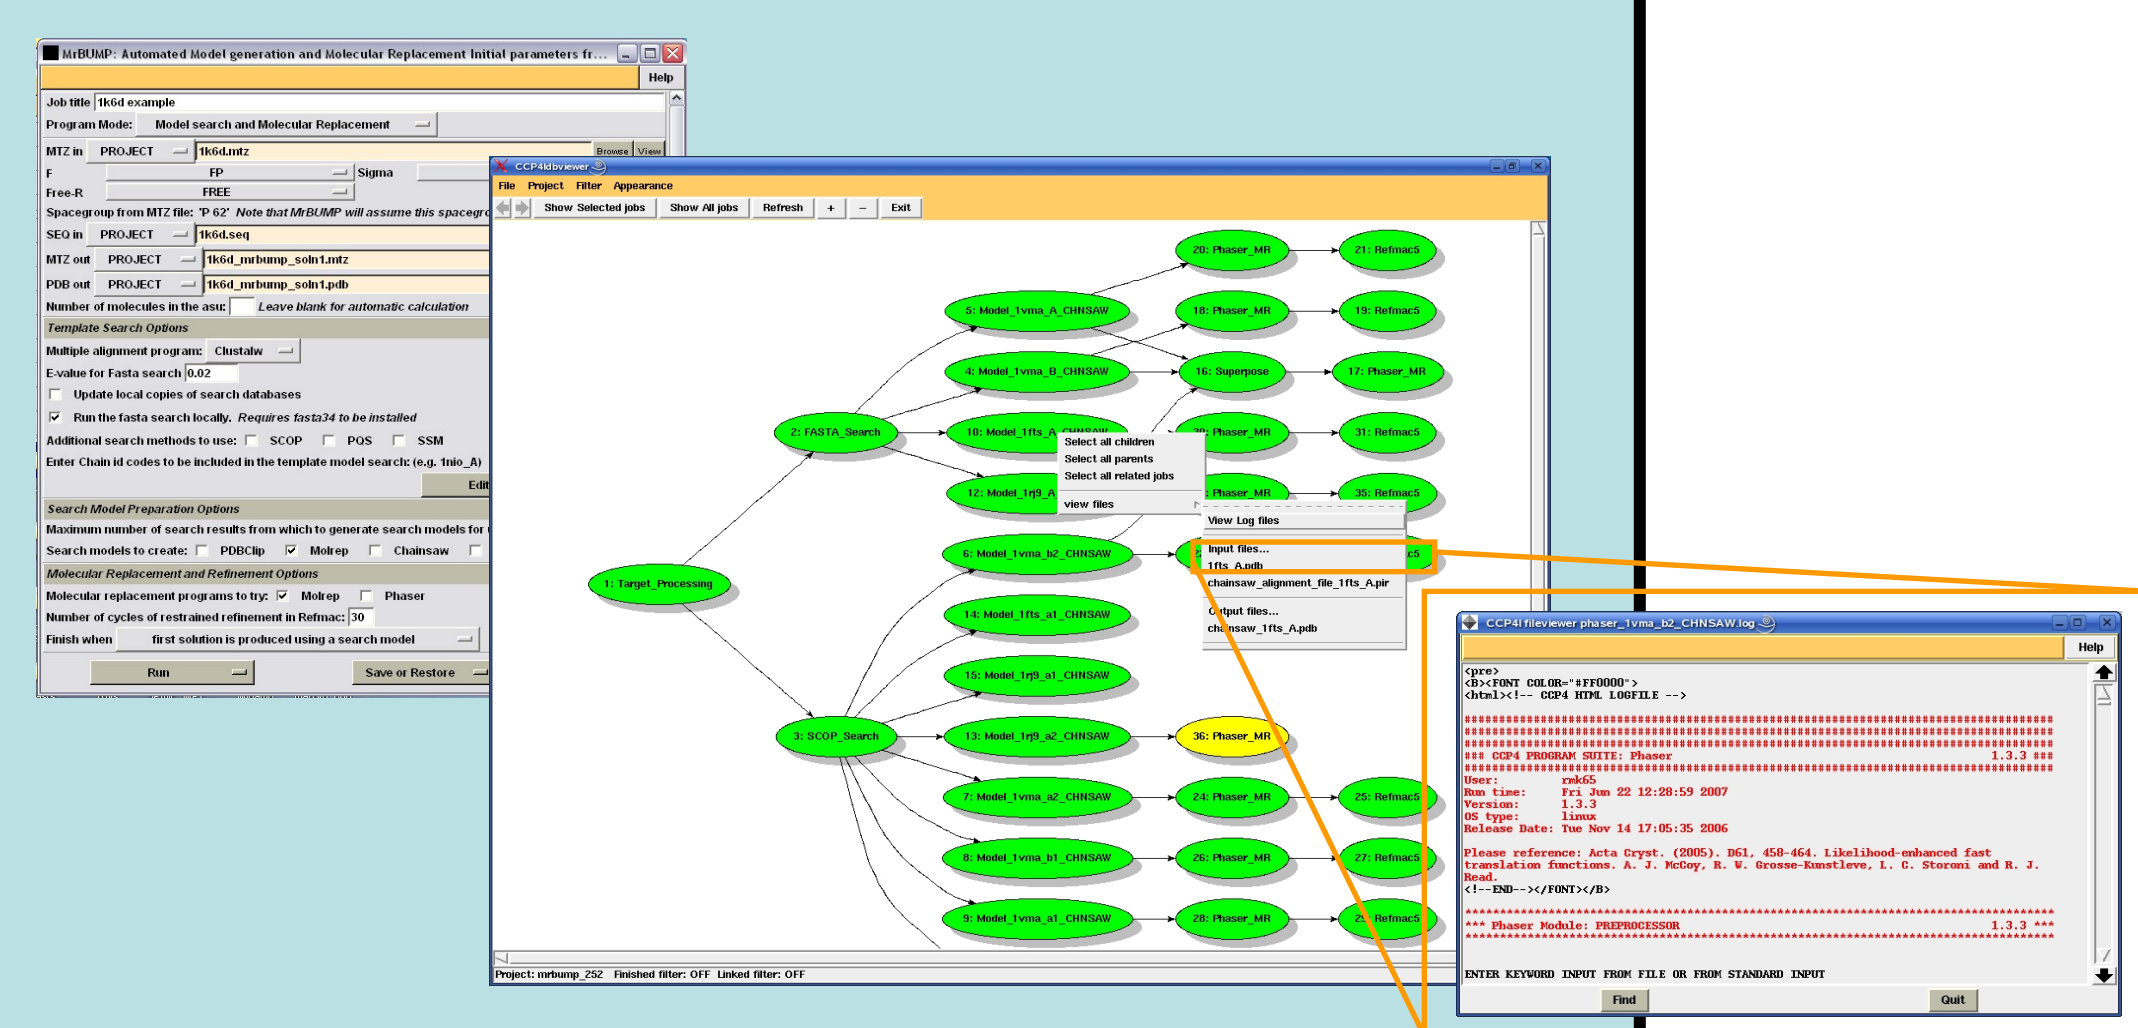 MrBUMP: Automated Model generation and Molecular Replacement Initial parameters fr...
Help
Job title 1k6d example
Program Mode: Model search and Molecular Replacement
MTZ in PROJECT 1k6d.mtz Browse View
F FP Sigma
Free-R FREE
Spacegroup from MTZ file: 'P 62' Note that MrBUMP will assume this spacegro
SEQ in PROJECT 1k6d.seq
MTZ out PROJECT 1k6d_mrbump_soln1.mtz
PDB out PROJECT 1k6d_mrbump_soln1.pdb
Number of molecules in the asu: Leave blank for automatic calculation
Template Search Options
Multiple alignment program: Clustalw
E-value for Fasta search 0.02
Update local copies of search databases
Run the fasta search locally. Requires fasta34 to be installed
Additional search methods to use: SCOP PQS SSM
Enter Chain id codes to be included in the template model search: (e.g. 1nio_A)
Edit
Search Model Preparation Options
Maximum number of search results from which to generate search models for
Search models to create: PDBClip Molrep Chainsaw
Molecular Replacement and Refinement Options
Molecular replacement programs to try: Molrep Phaser
Number of cycles of restrained refinement in Refmac: 30
Finish when first solution is produced using a search model
Run Save or Restore
CCP4Idbviewer
File Project Filter Appearance
Show Selected jobs Show All jobs Refresh + - Exit
20: Phaser_MR 21: Refmac5
5: Model_1vma_A_CHNSAW 18: Phaser_MR 19: Refmac5
4: Model_1vma_B_CHNSAW 16: Superpose 17: Phaser_MR
2: FASTA_Search 10: Model_1fts_A_CHNSAW 30: Phaser_MR 31: Refmac5
12: Model_1rj9_A : Phaser_MR 35: Refmac5
6: Model_1vma_b2_CHNSAW
1: Target_Processing
14: Model_1fts_a1_CHNSAW
15: Model_1rj9_a1_CHNSAW
3: SCOP_Search 13: Model_1rj9_a2_CHNSAW 36: Phaser_MR
7: Model_1vma_a2_CHNSAW 24: Phaser_MR 25: Refmac5
8: Model_1vma_b1_CHNSAW 26: Phaser_MR 27: Refmac5
9: Model_1vma_a1_CHNSAW 28: Phaser_MR 29: Refmac5
Select all children
Select all parents
Select all related jobs
view files
View Log files
Input files...
1fts_A.pdb
chainsaw_alignment_file_1fts_A.pir
Output files...
chainsaw_1fts_A.pdb
Project: mrbump_252 Finished filter: OFF Linked filter: OFF
CCP4I fileviewer phaser_1vma_b2_CHNSAW.log
Help
<pre>
<B><FONT COLOR="#FF0000">
<html><!-- CCP4 HTML LOGFILE -->
### CCP4 PROGRAM SUITE: Phaser 1.3.3 ###
User: rmk65
Run time: Fri Jun 22 12:28:59 2007
Version: 1.3.3
OS type: linux
Release Date: Tue Nov 14 17:05:35 2006
Please reference: Acta Cryst. (2005). D61, 458-464. Likelihood-enhanced fast
translation functions. A. J. McCoy, R. W. Grosse-Kunstleve, L. C. Storoni and R. J.
Read.
<!--END--></FONT></B>
*** Phaser Module: PREPROCESSOR 1.3.3 ***
ENTER KEYWORD INPUT FROM FILE OR FROM STANDARD INPUT
Find Quit